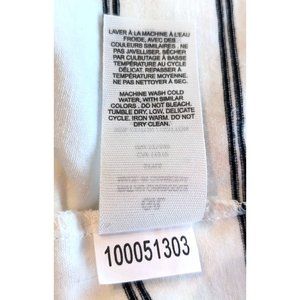 LAVER À LA MACHINE À L'EAU
FROIDE, AVEC DES
COULEURS SIMILAIRES . NE
PAS JAVELLISER, SÉCHER
PAR CULBUTAGE À BASSE
TEMPÉRATURE AU CYCLE
DÉLICAT. REPASSER À
TEMPÉRATURE MOYENNE.
NE PAS NETTOYER À SEC.
MACHINE WASH COLD
WATER, WITH SIMILAR
COLORS . DO NOT BLEACH.
TUMBLE DRY, LOW, DELICATE
CYCLE. IRON WARM. DO NOT
DRY CLEAN.
100051303